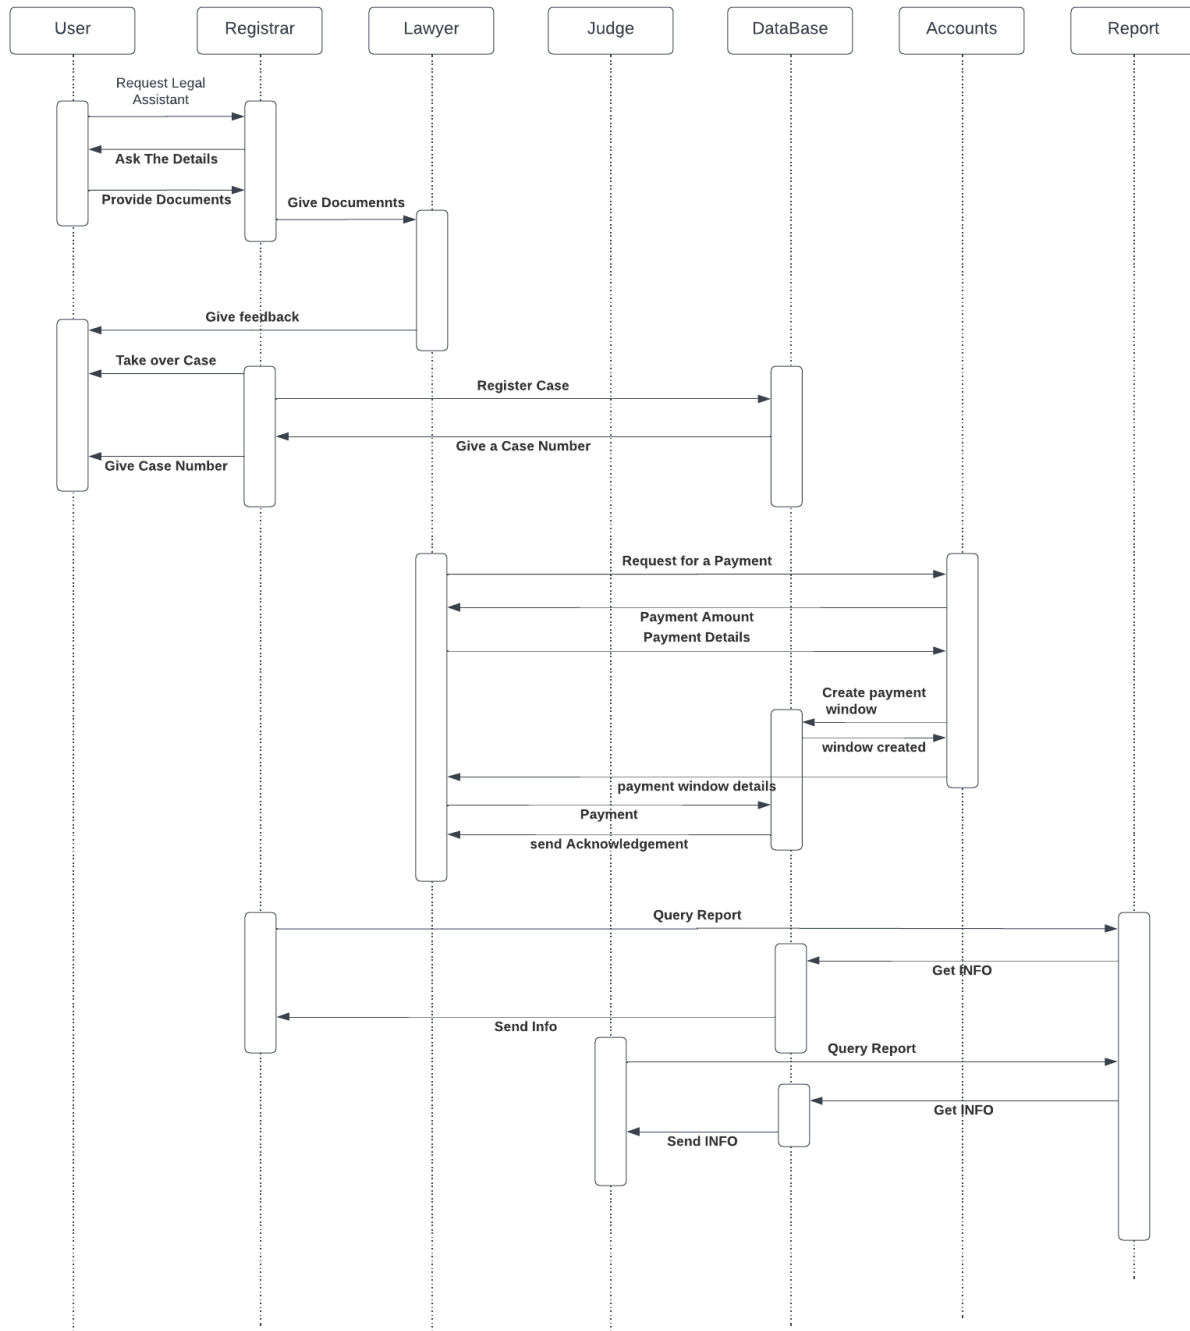 User
Registrar
Lawyer
Judge
DataBase
Accounts
Report
Request Legal
Assistant
Ask The Details
Provide Documents
Give Documennts
Give feedback
Take over Case
Register Case
Give a Case Number
Give Case Number
Request for a Payment
Payment Amount
Payment Details
Create payment
window
window created
payment window details
Payment
send Acknowledgement
Query Report
Get INFO
Send Info
Query Report
Get INFO
Send INFO